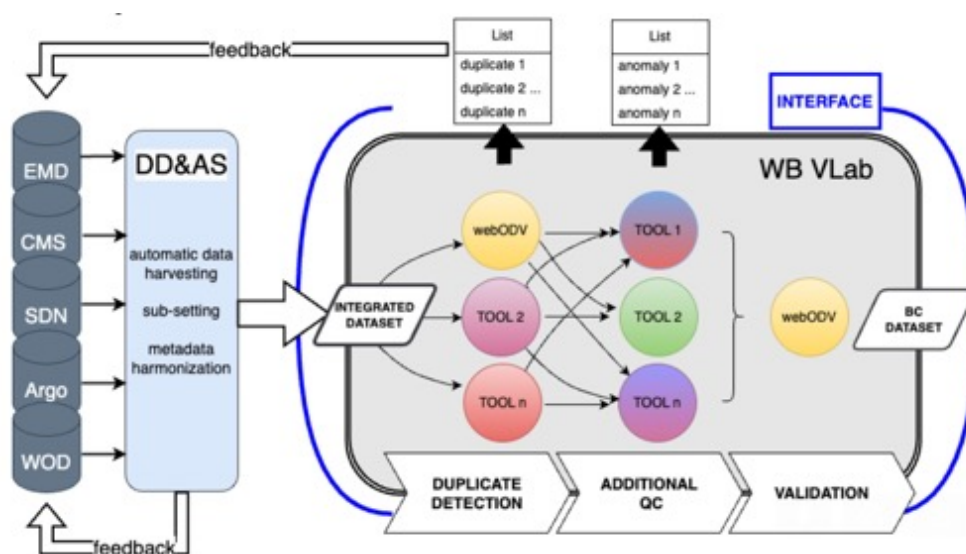 feedback
List
duplicate 1
duplicate 2 ...
duplicate n
List
anomaly 1
anomaly 2 ...
anomaly n
INTERFACE
EMD
CMS
SDN
Argo
WOD
DD&AS
automatic data
harvesting
sub-setting
metadata
harmonization
WB VLab
INTEGRATED
DATASET
webODV
TOOL 2
TOOL n
TOOL 1
TOOL 2
TOOL n
webODV
BC
DATASET
DUPLICATE
DETECTION
ADDITIONAL
QC
VALIDATION
feedback